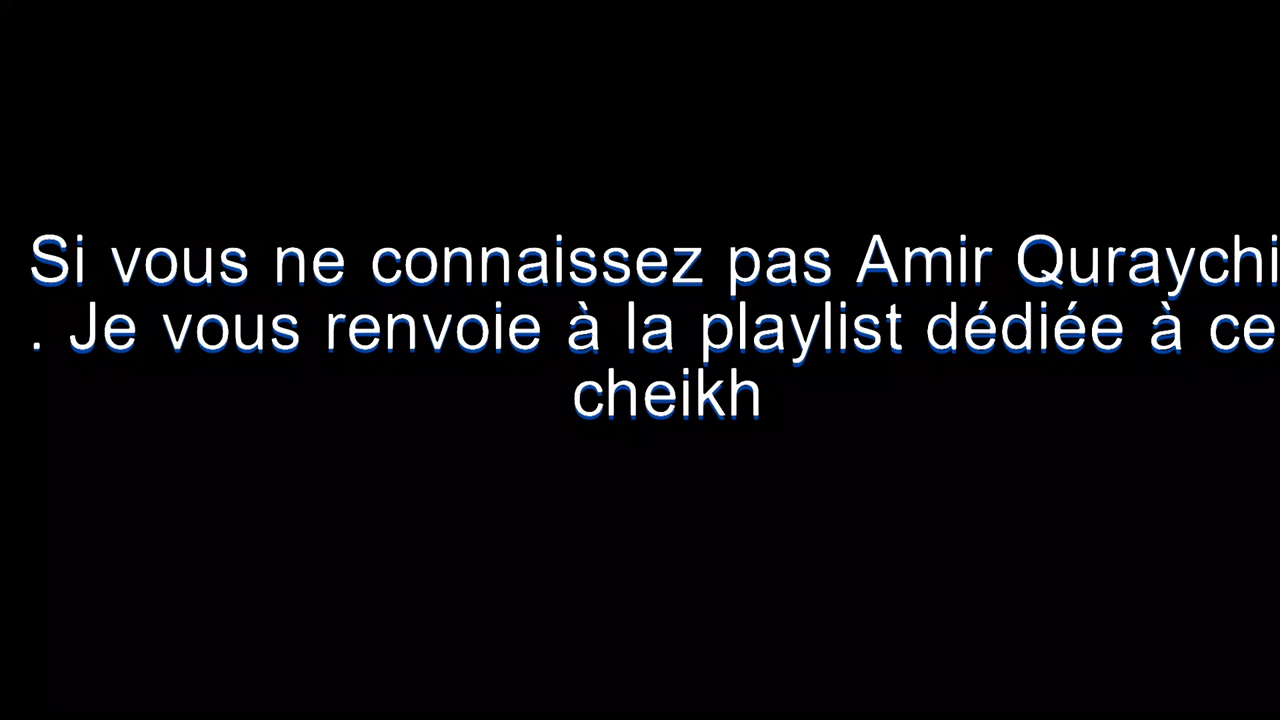 Si vous ne connaissez pas Amir Quraychi
. Je vous renvoie à la playlist dédiée à ce
cheikh